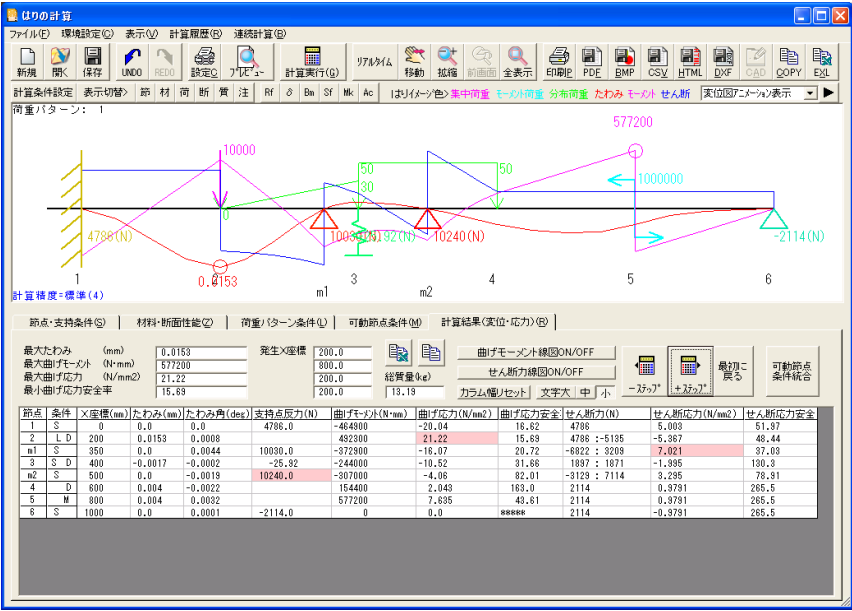 はりの計算
ファイル(F) 環境設定(C) 表示(V) 計算履歴(R) 連続計算(B)
新規 開く 保存 UNDO REDO 設定C プレビュー 計算実行(G) リアルタイム 移動 拡縮 前画面 全表示 印刷P PDF BMP CSV HTML DXF CAD COPY EXL
計算条件設定 表示切替> 節 材 荷 断 質 注 Rf δ Bm Sf Mk Ac はりイメージ色>集中荷重 モーメント荷重 分布荷重 たわみ モーメント せん断 変位図アニメーション表示
荷重パターン: 1
577200
10000
50 50
30
1000000
0
4786(N) 10030(N) 192(N) 10240(N) -2114(N)
0.0153
1 2 m1 3 m2 4 5 6
計算精度=標準(4)
節点・支持条件(S) 材料・断面性能(Z) 荷重パターン条件(L) 可動節点条件(M) 計算結果(変位・応力)(R)
最大たわみ (mm) 0.0153 発生X座標 200.0
最大曲げモーメント (N・mm) 577200 800.0
最大曲げ応力 (N/mm2) 21.22 200.0 総質量(kg)
最小曲げ応力安全率 15.69 200.0 13.19
曲げモーメント線図ON/OFF
せん断力線図ON/OFF
カラム幅リセット 文字大 中 小
-ステップ +ステップ 最初に戻る 可動節点条件統合
節点 条件 X座標(mm) たわみ(mm) たわみ角(deg) 支持点反力(N) 曲げモーメント(N・mm) 曲げ応力(N/mm2) 曲げ応力安全 せん断力(N) せん断応力(N/mm2) せん断応力安全
1 S 0 0.0 0.0 4786.0 -464900 -20.04 16.62 4786 5.003 51.97
2 L D 200 0.0153 0.0008 492300 21.22 15.69 4786 :-5135 -5.367 48.44
m1 S 350 0.0 0.0044 10030.0 -372900 -16.07 20.72 -6822 : 3209 7.021 37.03
3 S D 400 -0.0017 -0.0002 -25.92 -244000 -10.52 31.66 1897 : 1871 -1.995 130.3
m2 S 500 0.0 -0.0019 10240.0 -307000 -4.06 82.01 -3129 : 7114 3.295 78.91
4 D 600 0.004 -0.0022 154400 2.043 163.0 2114 0.9791 265.5
5 M 800 0.004 0.0032 577200 7.635 43.61 2114 0.9791 265.5
6 S 1000 0.0 0.0001 -2114.0 0 0.0 ***** 2114 -0.9791 265.5